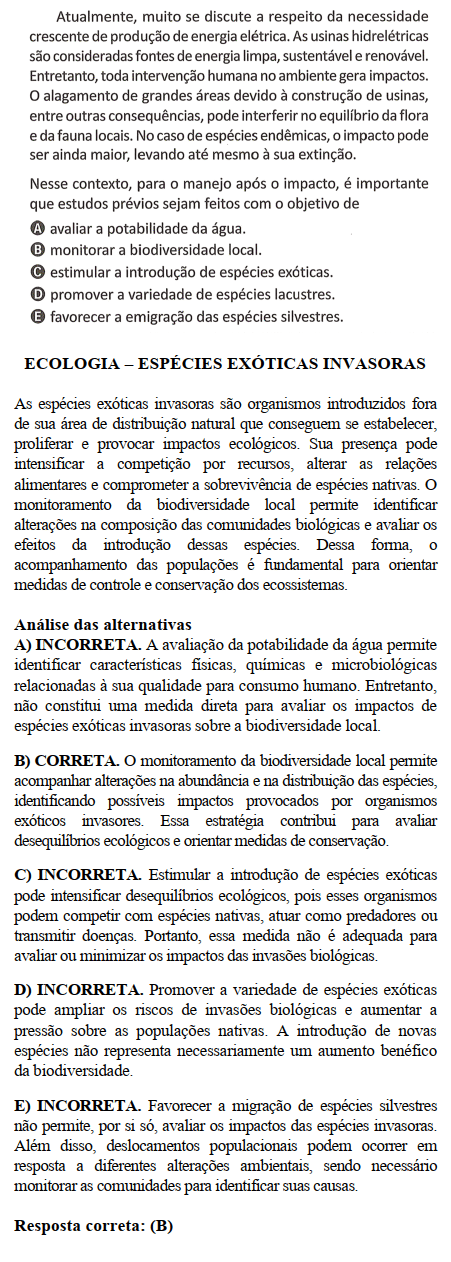 Atualmente, muito se discute a respeito da necessidade
crescente de produção de energia elétrica. As usinas hidrelétricas
são consideradas fontes de energia limpa, sustentável e renovável.
Entretanto, toda intervenção humana no ambiente gera impactos.
O alagamento de grandes áreas devido à construção de usinas,
entre outras consequências, pode interferir no equilíbrio da flora
e da fauna locais. No caso de espécies endêmicas, o impacto pode
ser ainda maior, levando até mesmo à sua extinção.
Nesse contexto, para o manejo após o impacto, é importante
que estudos prévios sejam feitos com o objetivo de
A avaliar a potabilidade da água.
B monitorar a biodiversidade local.
C estimular a introdução de espécies exóticas.
D promover a variedade de espécies lacustres.
E favorecer a emigração das espécies silvestres.
ECOLOGIA – ESPÉCIES EXÓTICAS INVASORAS
As espécies exóticas invasoras são organismos introduzidos fora
de sua área de distribuição natural que conseguem se estabelecer,
proliferar e provocar impactos ecológicos. Sua presença pode
intensificar a competição por recursos, alterar as relações
alimentares e comprometer a sobrevivência de espécies nativas. O
monitoramento da biodiversidade local permite identificar
alterações na composição das comunidades biológicas e avaliar os
efeitos da introdução dessas espécies. Dessa forma, o
acompanhamento das populações é fundamental para orientar
medidas de controle e conservação dos ecossistemas.
Análise das alternativas
A) INCORRETA. A avaliação da potabilidade da água permite
identificar características físicas, químicas e microbiológicas
relacionadas à sua qualidade para consumo humano. Entretanto,
não constitui uma medida direta para avaliar os impactos de
espécies exóticas invasoras sobre a biodiversidade local.
B) CORRETA. O monitoramento da biodiversidade local permite
acompanhar alterações na abundância e na distribuição das espécies,
identificando possíveis impactos provocados por organismos
exóticos invasores. Essa estratégia contribui para avaliar
desequilíbrios ecológicos e orientar medidas de conservação.
C) INCORRETA. Estimular a introdução de espécies exóticas
pode intensificar desequilíbrios ecológicos, pois esses organismos
podem competir com espécies nativas, atuar como predadores ou
transmitir doenças. Portanto, essa medida não é adequada para
avaliar ou minimizar os impactos das invasões biológicas.
D) INCORRETA. Promover a variedade de espécies exóticas
pode ampliar os riscos de invasões biológicas e aumentar a
pressão sobre as populações nativas. A introdução de novas
espécies não representa necessariamente um aumento benéfico
da biodiversidade.
E) INCORRETA. Favorecer a migração de espécies silvestres
não permite, por si só, avaliar os impactos das espécies invasoras.
Além disso, deslocamentos populacionais podem ocorrer em
resposta a diferentes alterações ambientais, sendo necessário
monitorar as comunidades para identificar suas causas.
Resposta correta: (B)